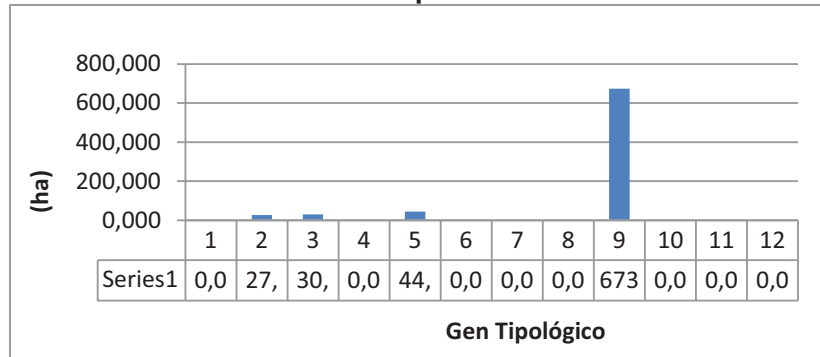 800,000
600,000
400,000
200,000
0,000
(ha)
1 2 3 4 5 6 7 8 9 10 11 12
Series1 0,0 27, 30, 0,0 44, 0,0 0,0 0,0 673 0,0 0,0 0,0
Gen Tipológico